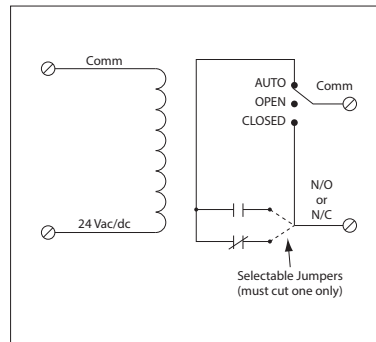 Comm
24 Vac/dc
AUTO
OPEN
CLOSED
Comm
N/O
or
N/C
Selectable Jumpers
(must cut one only)